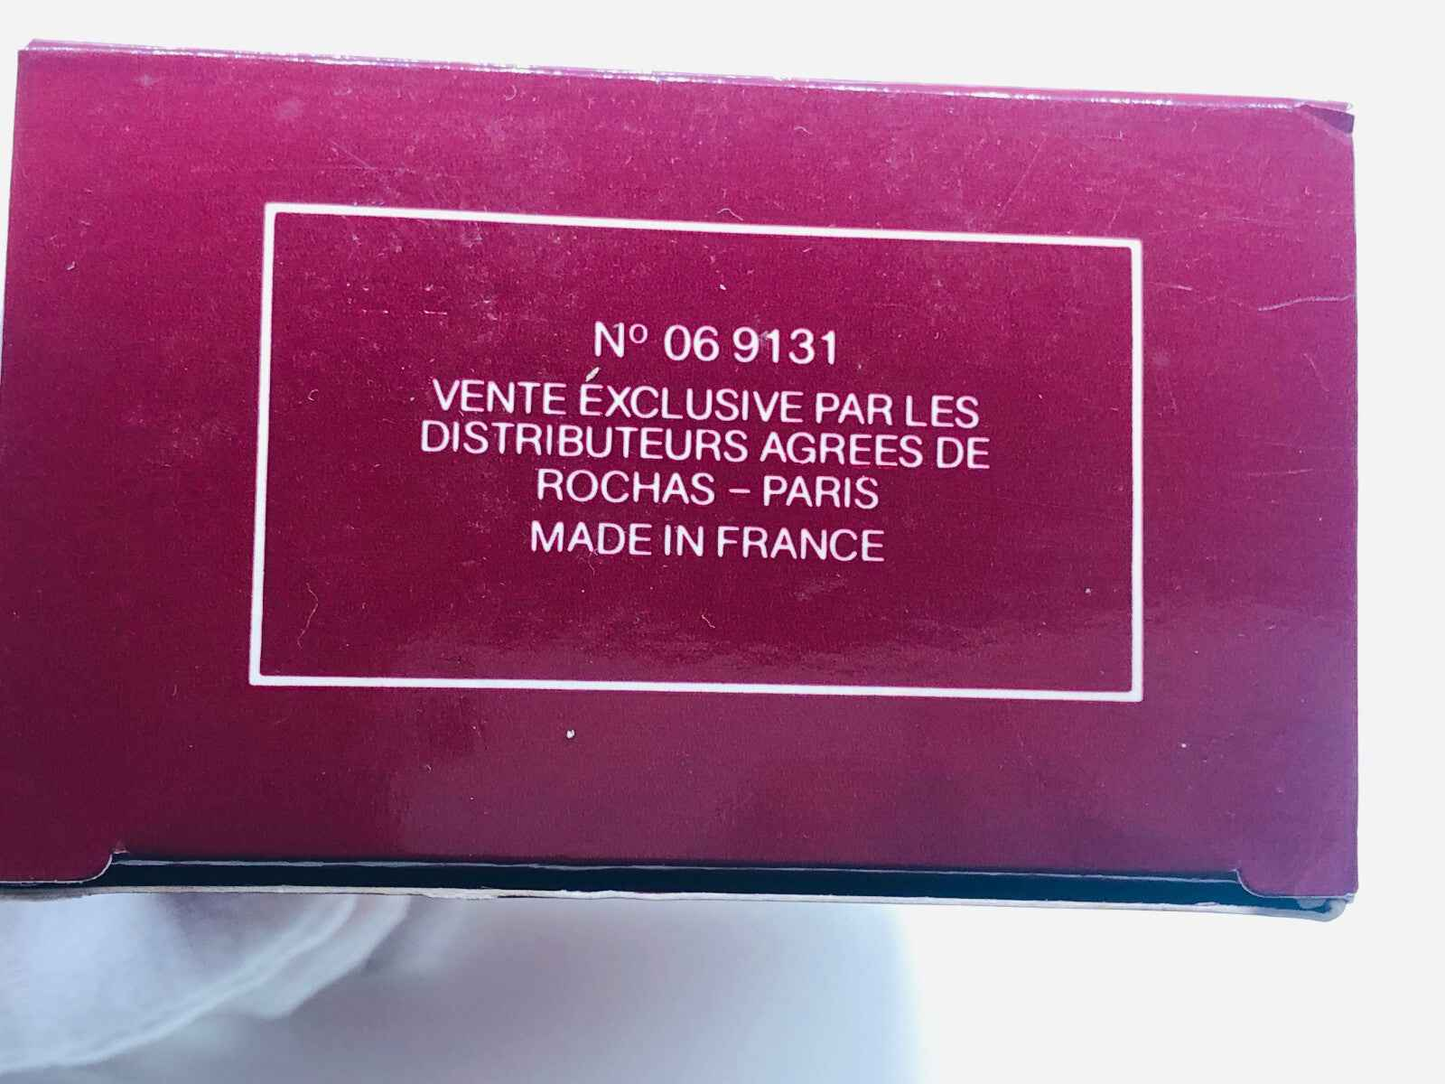 Nº 06 9131
VENTE ÉXCLUSIVE PAR LES
DISTRIBUTEURS AGREES DE
ROCHAS – PARIS
MADE IN FRANCE